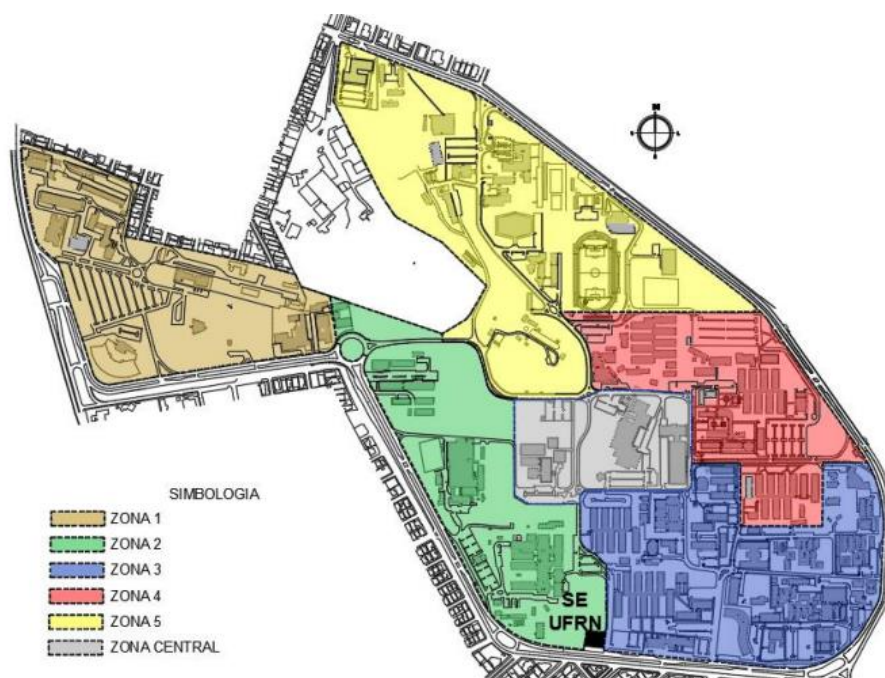 N
SIMBOLOGIA
ZONA 1
ZONA 2
ZONA 3
ZONA 4
ZONA 5
ZONA CENTRAL
SE
UFRN